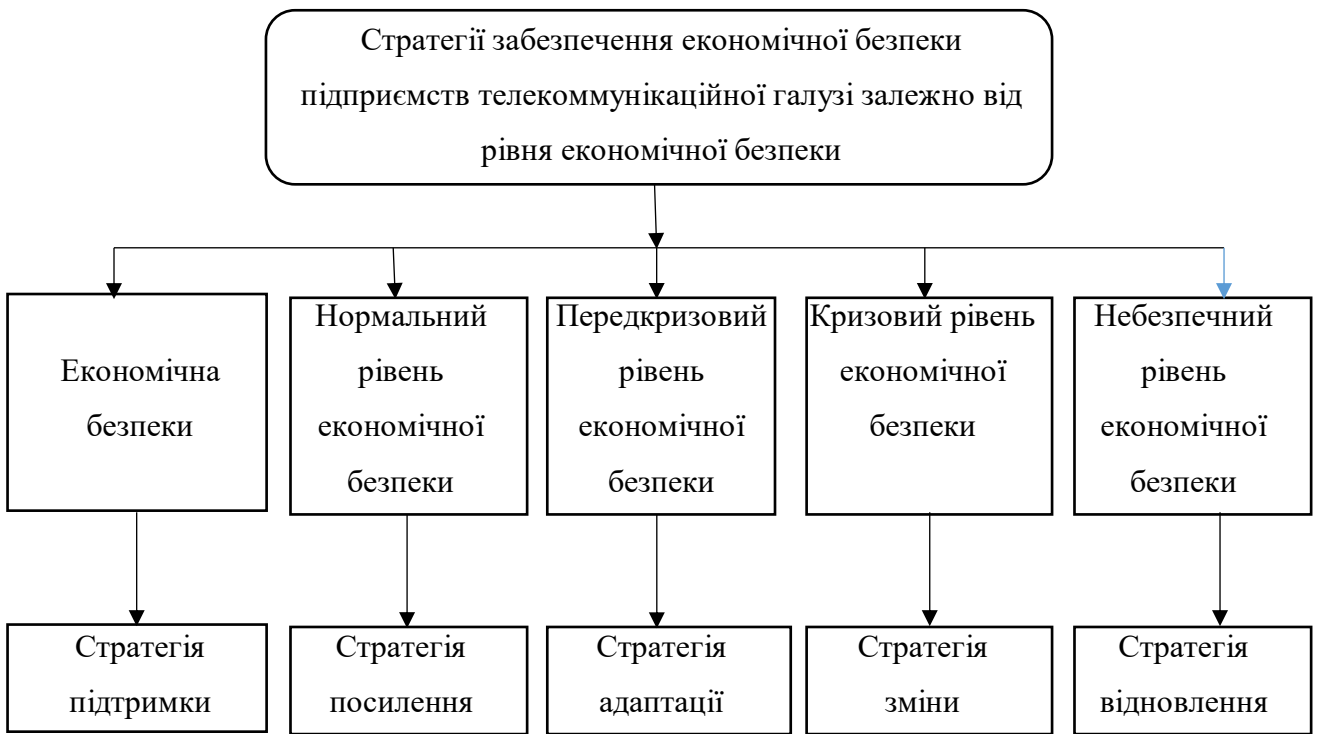 Стратегії забезпечення економічної безпеки
підприємств телекоммунікаційної галузі залежно від
рівня економічної безпеки
Економічна
безпеки
Нормальний
рівень
економічної
безпеки
Передкризовий
рівень
економічної
безпеки
Кризовий рівень
економічної
безпеки
Небезпечний
рівень
економічної
безпеки
Стратегія
підтримки
Стратегія
посилення
Стратегія
адаптації
Стратегія
зміни
Стратегія
відновлення